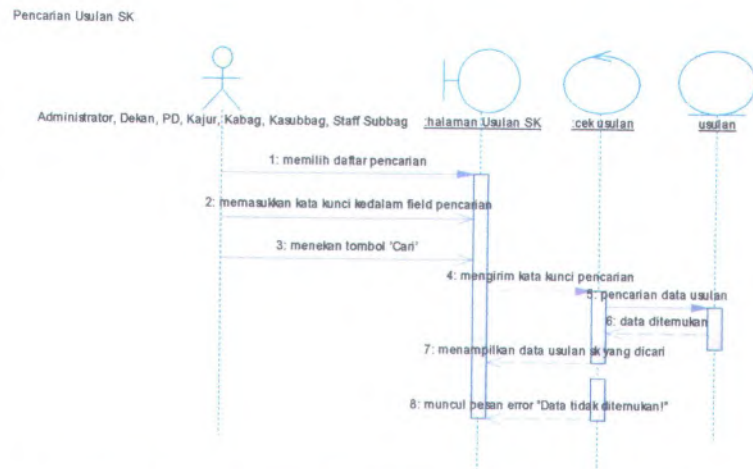 Pencarian Usulan SK
Administrator, Dekan, PD, Kajur, Kabag, Kasubbag, Staff Subbag
:halaman Usulan SK
:cek usulan
usulan
1: memilih daftar pencarian
2: memasukkan kata kunci kedalam field pencarian
3: menekan tombol 'Cari'
4: mengirim kata kunci pencarian
5: pencarian data usulan
6: data ditemukan
7: menampilkan data usulan sk yang dicari
8: muncul pesan error "Data tidak ditemukan!"